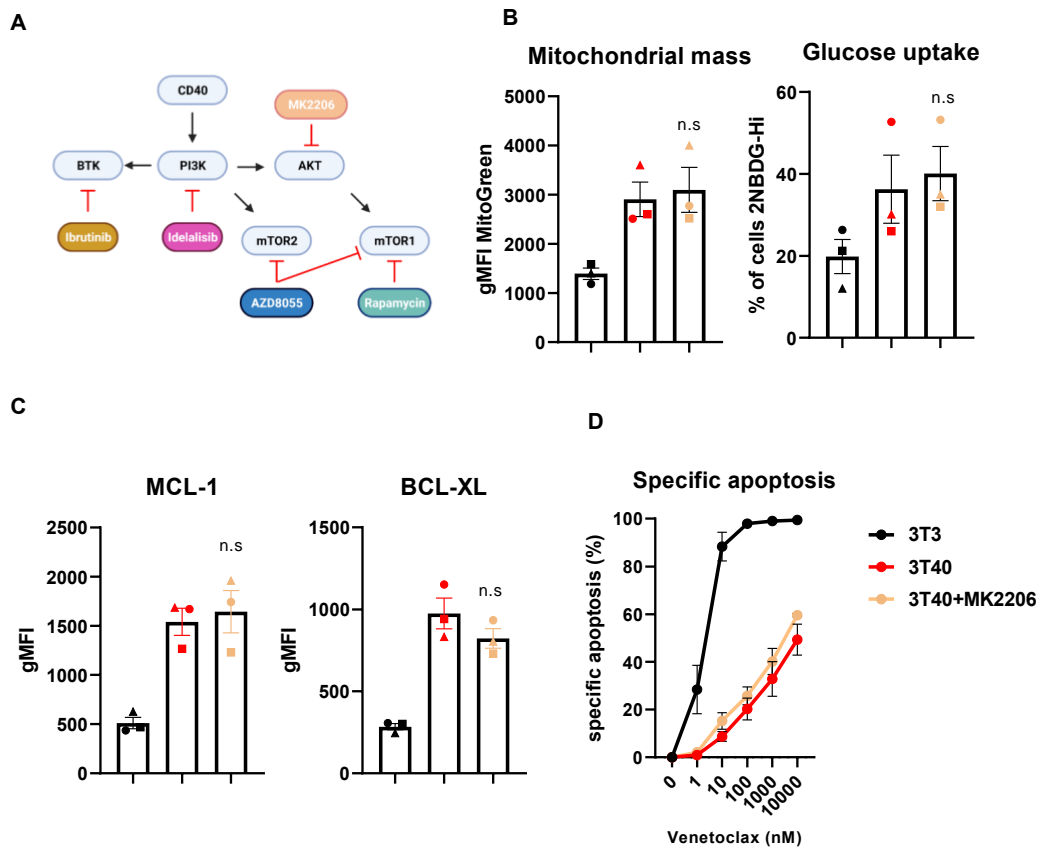 A
CD40
MK2206
BTK
PI3K
AKT
Ibrutinib
Idelalisib
mTOR2
mTOR1
AZD8055
Rapamycin
B
Mitochondrial mass
gMFI MitoGreen
5000
4000
3000
2000
1000
0
n.s
Glucose uptake
% of cells 2NBDG-Hi
60
40
20
0
n.s
C
MCL-1
gMFI
2500
2000
1500
1000
500
0
n.s
BCL-XL
gMFI
1500
1000
500
0
n.s
D
Specific apoptosis
specific apoptosis (%)
100
80
60
40
20
0
0
1
10
100
1000
10000
Venetoclax (nM)
3T3
3T40
3T40+MK2206